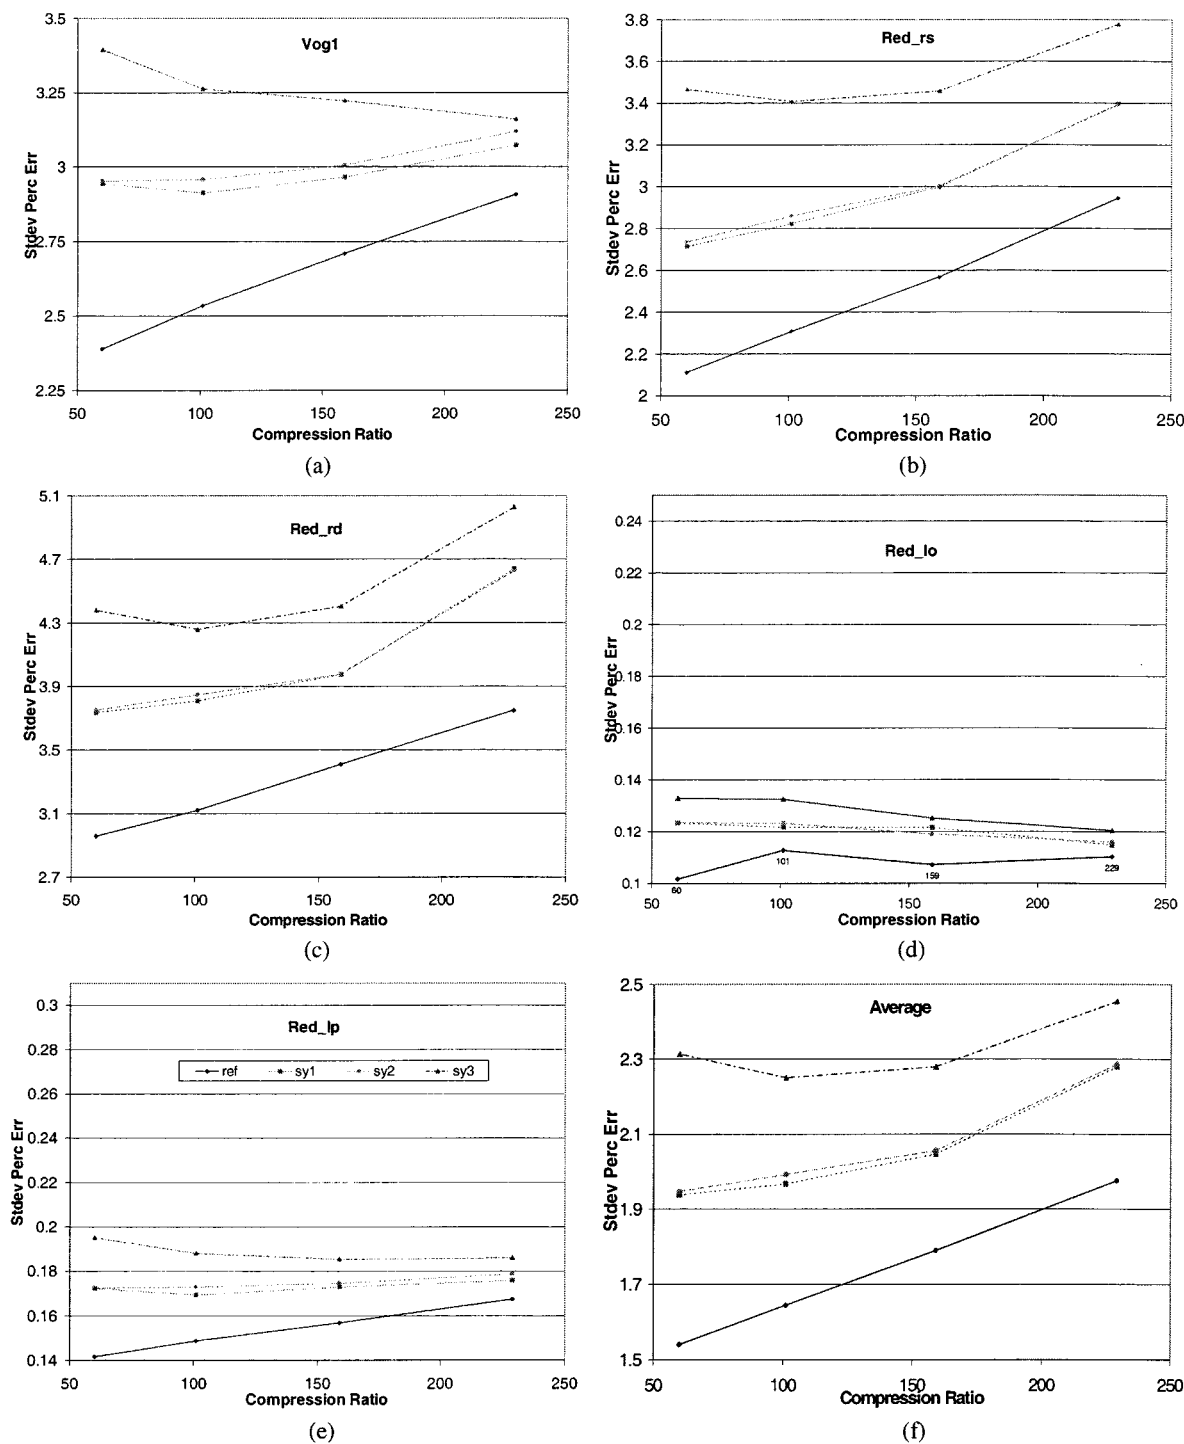 Vog1
3.5
3.25
3
2.75
2.5
2.25
Stdev Perc Err
50 100 150 200 250
Compression Ratio
(a)
Red_rs
3.8
3.6
3.4
3.2
3
2.8
2.6
2.4
2.2
2
Stdev Perc Err
50 100 150 200 250
Compression Ratio
(b)
Red_rd
5.1
4.7
4.3
3.9
3.5
3.1
2.7
Stdev Perc Err
50 100 150 200 250
Compression Ratio
(c)
Red_lo
0.24
0.22
0.2
0.18
0.16
0.14
0.12
0.1
Stdev Perc Err
60 101 159 229
50 100 150 200 250
Compression Ratio
(d)
Red_lp
ref sy1 sy2 sy3
0.3
0.28
0.26
0.24
0.22
0.2
0.18
0.16
0.14
Stdev Perc Err
50 100 150 200 250
Compression Ratio
(e)
Average
2.5
2.3
2.1
1.9
1.7
1.5
Stdev Perc Err
50 100 150 200 250
Compression Ratio
(f)